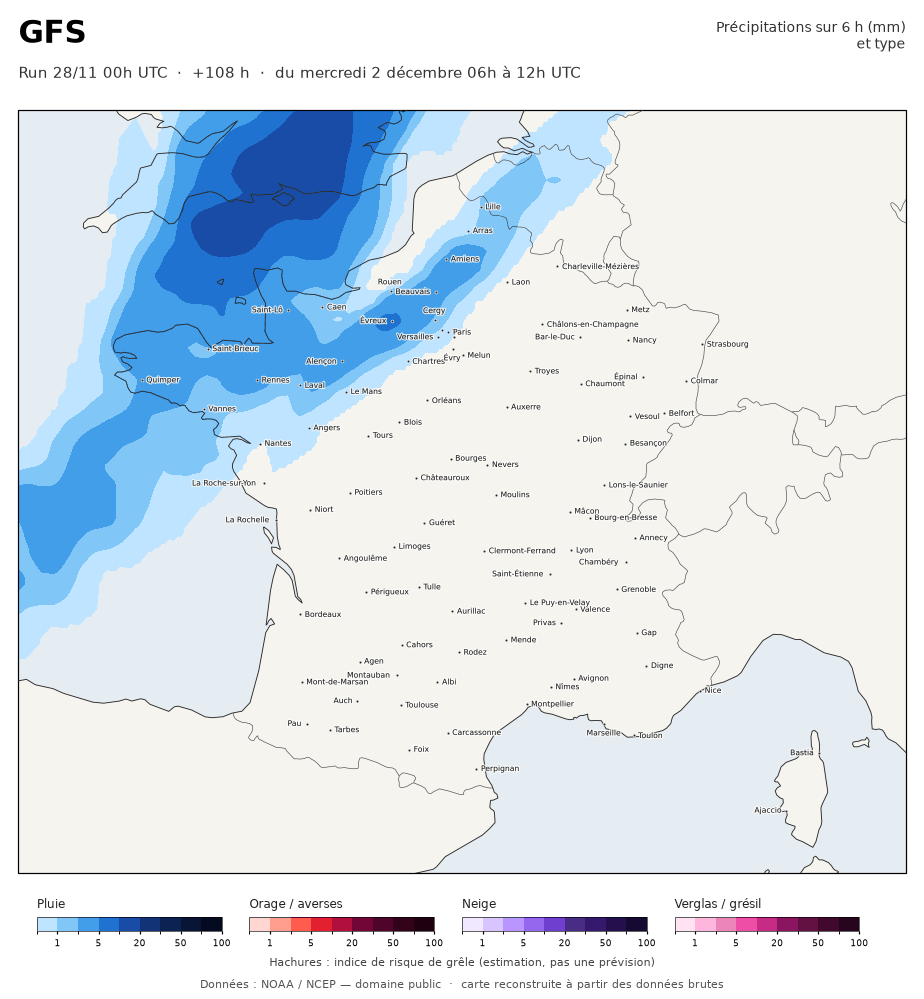 GFS
Précipitations sur 6 h (mm)
et type
Run 28/11 00h UTC · +108 h · du mercredi 2 décembre 06h à 12h UTC
Lille
Arras
Amiens
Charleville-Mézières
Rouen
Laon
Beauvais
Saint-Lô
Caen
Cergy
Metz
Évreux
Châlons-en-Champagne
Paris
Versailles
Bar-le-Duc
Nancy
Strasbourg
Saint-Brieuc
Évry
Melun
Alençon
Chartres
Troyes
Épinal
Quimper
Rennes
Laval
Chaumont
Colmar
Le Mans
Orléans
Vannes
Auxerre
Belfort
Vesoul
Blois
Angers
Tours
Dijon
Nantes
Besançon
Bourges
Nevers
Châteauroux
La Roche-sur-Yon
Lons-le-Saunier
Poitiers
Moulins
Niort
Mâcon
La Rochelle
Guéret
Bourg-en-Bresse
Annecy
Limoges
Clermont-Ferrand
Lyon
Angoulême
Chambéry
Saint-Étienne
Tulle
Périgueux
Grenoble
Le Puy-en-Velay
Aurillac
Valence
Bordeaux
Privas
Gap
Mende
Cahors
Rodez
Agen
Digne
Montauban
Mont-de-Marsan
Albi
Avignon
Nîmes
Nice
Auch
Toulouse
Montpellier
Pau
Tarbes
Carcassonne
Marseille
Toulon
Foix
Bastia
Perpignan
Ajaccio
Pluie
Orage / averses
Neige
Verglas / grésil
1 5 20 50 100
1 5 20 50 100
1 5 20 50 100
1 5 20 50 100
Hachures : indice de risque de grêle (estimation, pas une prévision)
Données : NOAA / NCEP — domaine public · carte reconstruite à partir des données brutes